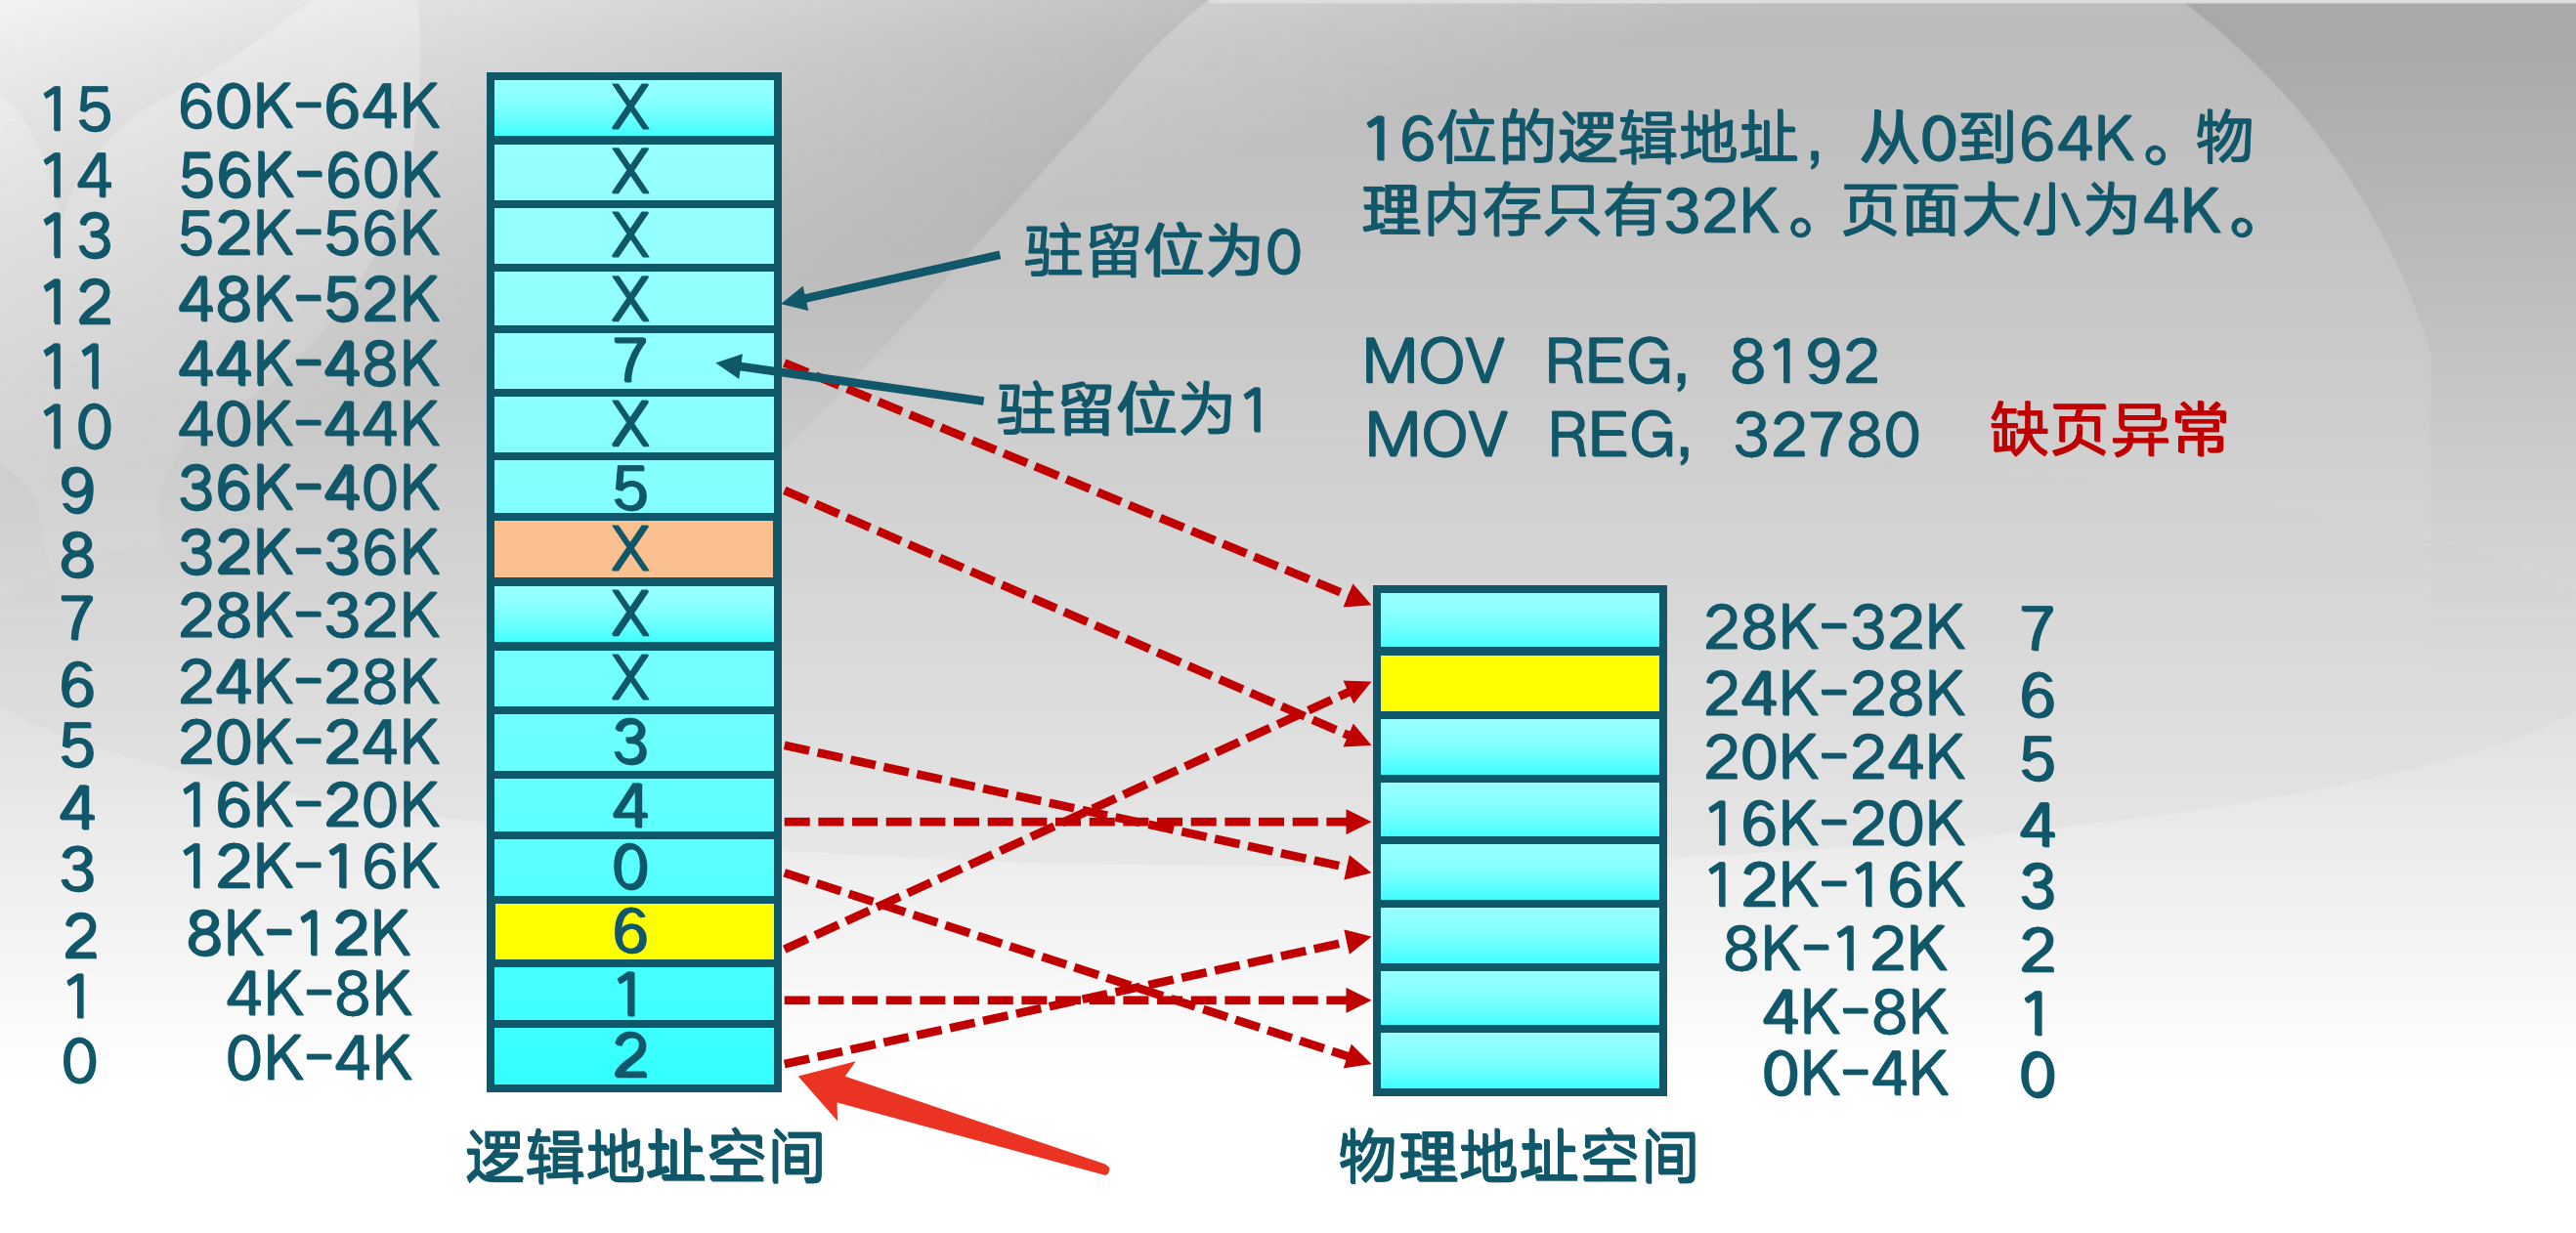 16位的逻辑地址，从0到64K。物
理内存只有32K。页面大小为4K。
15 60K-64K X
14 56K-60K X
13 52K-56K X
驻留位为0
12 48K-52K X
11 44K-48K 7
驻留位为1
10 40K-44K X
9 36K-40K 5
8 32K-36K X
7 28K-32K X
6 24K-28K X
5 20K-24K 3
4 16K-20K 4
3 12K-16K 0
2 8K-12K 6
1 4K-8K 1
0 0K-4K 2
逻辑地址空间
MOV REG, 8192
MOV REG, 32780 缺页异常
28K-32K 7
24K-28K 6
20K-24K 5
16K-20K 4
12K-16K 3
8K-12K 2
4K-8K 1
0K-4K 0
物理地址空间